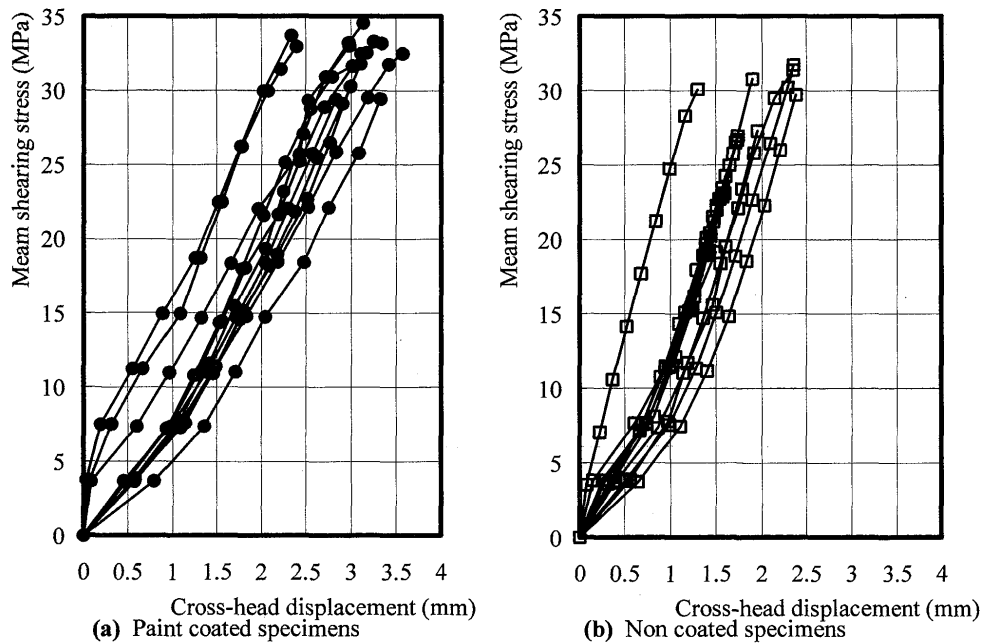 35
30
25
20
15
10
5
0
Meam shearing stress (MPa)
0 0.5 1 1.5 2 2.5 3 3.5 4
Cross-head displacement (mm)
(a) Paint coated specimens
35
30
25
20
15
10
5
0
Meam shearing stress (MPa)
0 0.5 1 1.5 2 2.5 3 3.5 4
Cross-head displacement (mm)
(b) Non coated specimens